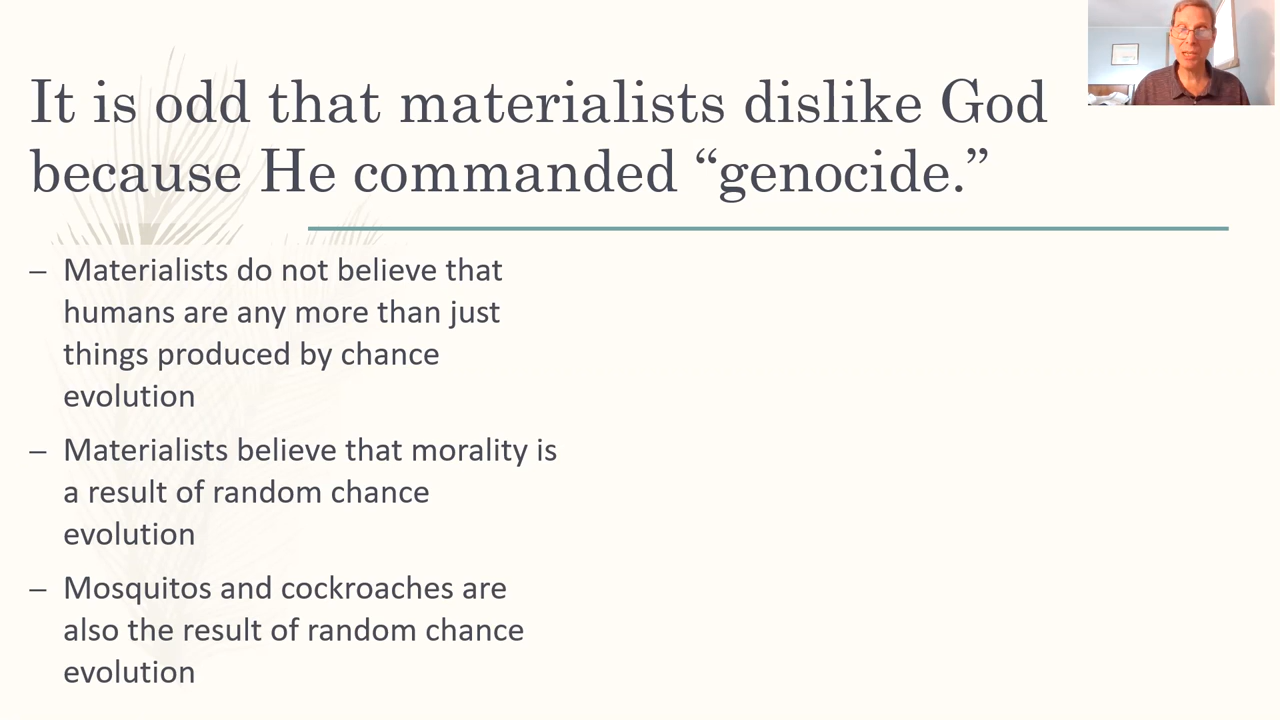 It is odd that materialists dislike God
because He commanded “genocide.”
– Materialists do not believe that
humans are any more than just
things produced by chance
evolution
– Materialists believe that morality is
a result of random chance
evolution
– Mosquitos and cockroaches are
also the result of random chance
evolution